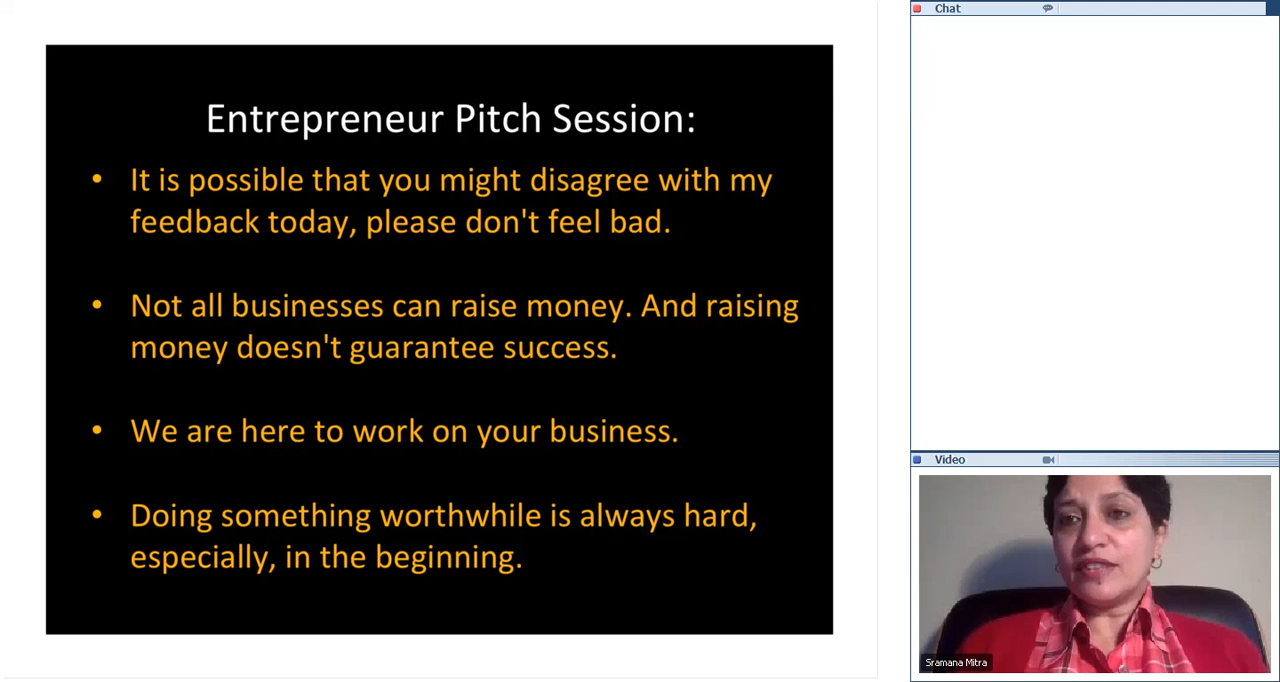 Entrepreneur Pitch Session:
• It is possible that you might disagree with my
feedback today, please don't feel bad.
• Not all businesses can raise money. And raising
money doesn't guarantee success.
• We are here to work on your business.
• Doing something worthwhile is always hard,
especially, in the beginning.
Chat
Video
Sramana Mitra